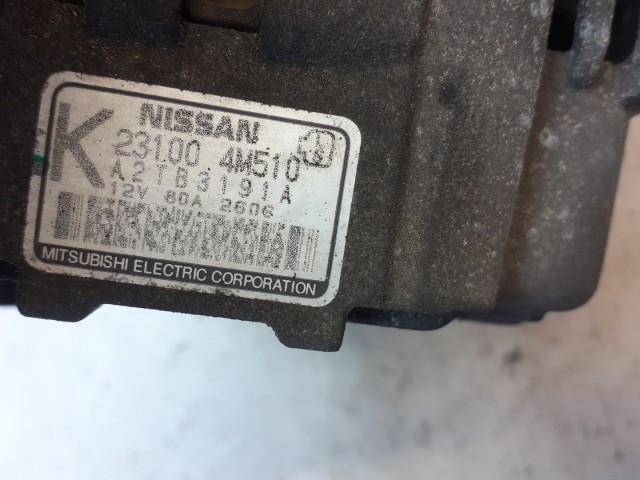 K
NISSAN
23100 4M510
A2TB3191A
12V 80A 2606
MITSUBISHI ELECTRIC CORPORATION